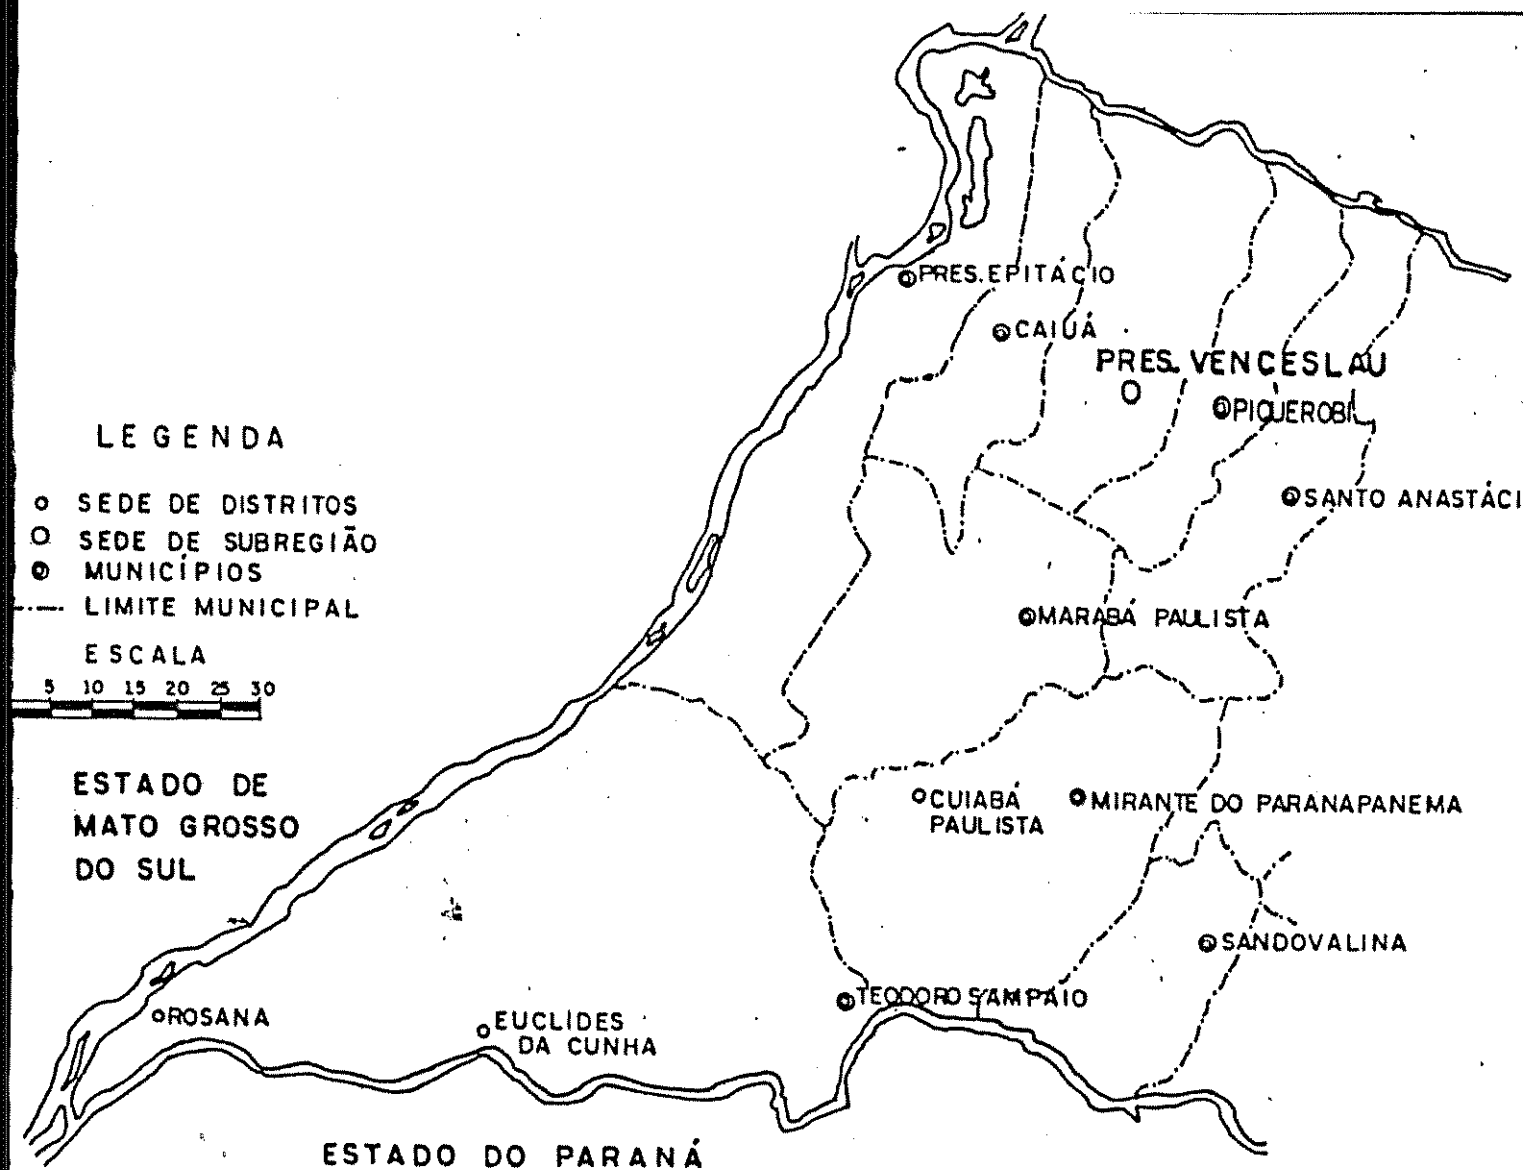 PRES. EPITÁCIO
CAIUÁ
PRES. VENCESLAU
PIQUEROBI
LEGENDA
SEDE DE DISTRITOS
SEDE DE SUBREGIÃO
MUNICÍPIOS
LIMITE MUNICIPAL
SANTO ANASTÁCI
MARABÁ PAULISTA
ESCALA
5 10 15 20 25 30
ESTADO DE
MATO GROSSO
DO SUL
CUIABÁ
PAULISTA
MIRANTE DO PARANAPANEMA
SANDOVALINA
TEODORO SAMPAIO
ROSANA
EUCLIDES
DA CUNHA
ESTADO DO PARANÁ